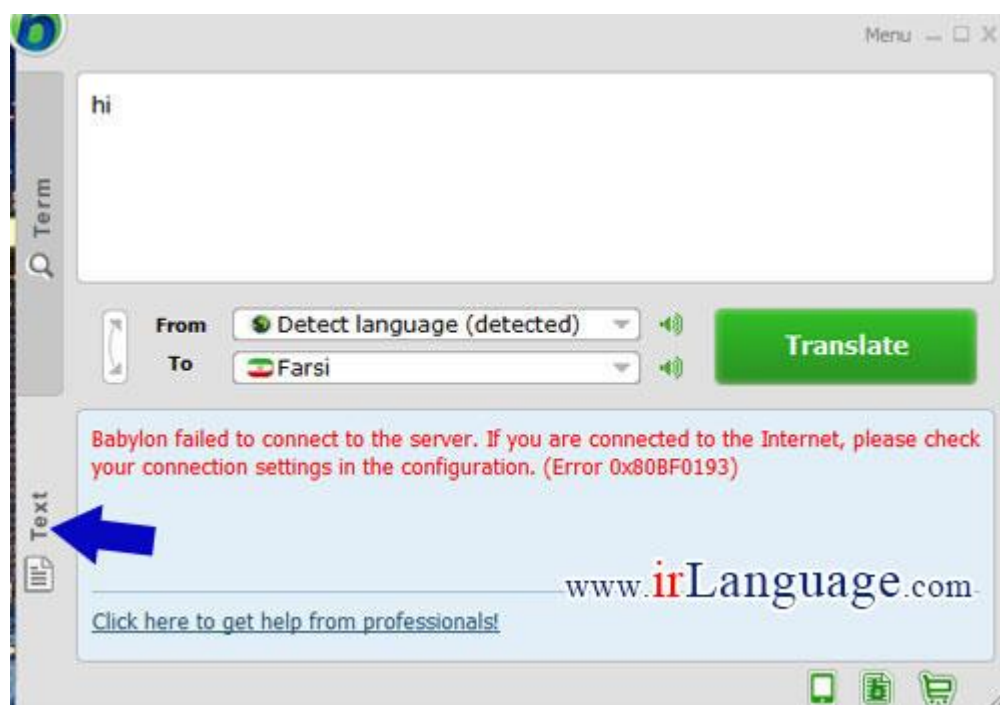 Menu
hi
Term
From
Detect language (detected)
To
Farsi
Translate
Babylon failed to connect to the server. If you are connected to the Internet, please check
your connection settings in the configuration. (Error 0x80BF0193)
Text
www.irLanguage.com
Click here to get help from professionals!